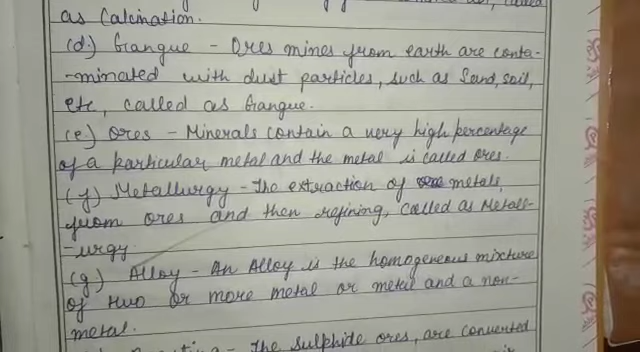 as Calcination.
(d.) Gangue - Ores mines from earth are conta-
-minated with dust particles, such as Sand, soil,
etc, called as Gangue.
(e.) Ores - Minerals contain a very high percentage
of a particular metal and the metal is called ores.
(f) Metallurgy - The extraction of metals,
from ores and then refining, called as Metall-
-urgy.
(g) Alloy - An Alloy is the homogeneous mixture
of two or more metal or metal and a non-
metal.
- The sulphide ores, are converted